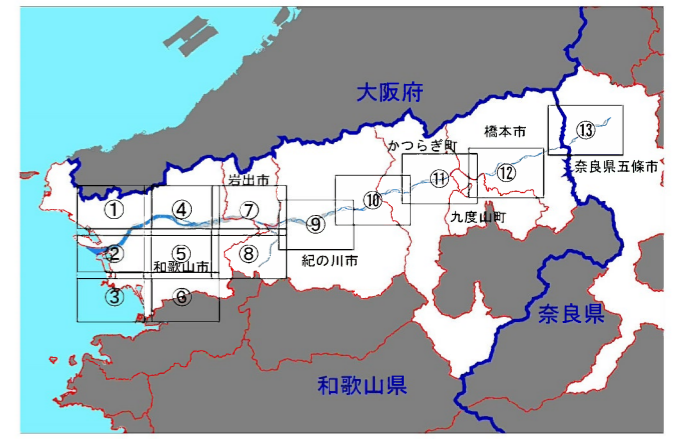 大阪府
⑬
橋本市
かつらぎ町
奈良県五條市
⑫
岩出市
⑪
①
④
⑦
⑩
九度山町
⑨
②
⑤
⑧
紀の川市
和歌山市
③
⑥
奈良県
和歌山県